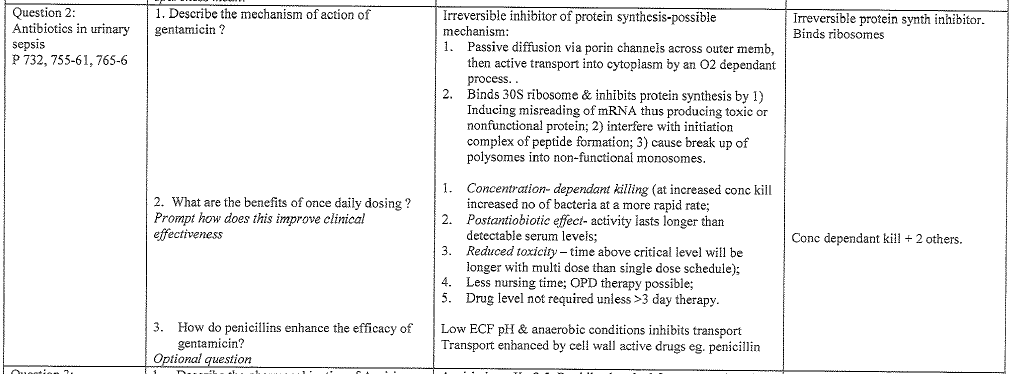 Question 2:
Antibiotics in urinary
sepsis
P 732, 755-61, 765-6
1. Describe the mechanism of action of
gentamicin ?
Irreversible inhibitor of protein synthesis-possible
mechanism:
1. Passive diffusion via porin channels across outer memb,
then active transport into cytoplasm by an O2 dependant
process. .
2. Binds 30S ribosome & inhibits protein synthesis by 1)
Inducing misreading of mRNA thus producing toxic or
nonfunctional protein; 2) interfere with initiation
complex of peptide formation; 3) cause break up of
polysomes into non-functional monosomes.
Irreversible protein synth inhibitor.
Binds ribosomes
2. What are the benefits of once daily dosing ?
Prompt how does this improve clinical
effectiveness
1. Concentration- dependant killing (at increased conc kill
increased no of bacteria at a more rapid rate;
2. Postantiobiotic effect- activity lasts longer than
detectable serum levels;
3. Reduced toxicity – time above critical level will be
longer with multi dose than single dose schedule);
4. Less nursing time; OPD therapy possible;
5. Drug level not required unless >3 day therapy.
Conc dependant kill + 2 others.
3. How do penicillins enhance the efficacy of
gentamicin?
Optional question
Low ECF pH & anaerobic conditions inhibits transport
Transport enhanced by cell wall active drugs eg. penicillin